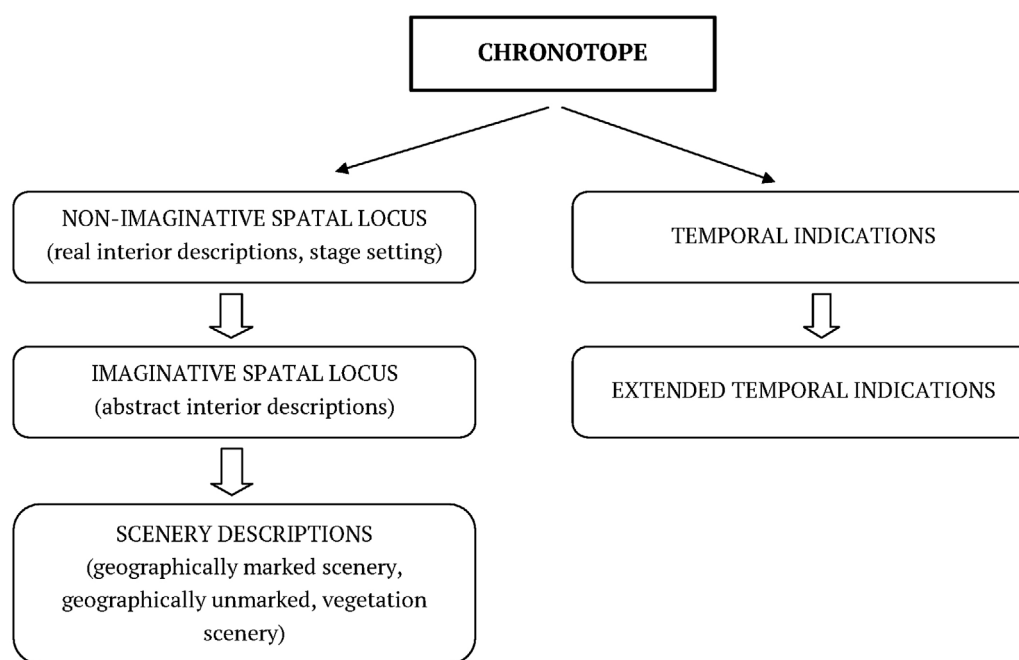 CHRONOTOPE
NON-IMAGINATIVE SPATAL LOCUS
(real interior descriptions, stage setting)
TEMPORAL INDICATIONS
IMAGINATIVE SPATAL LOCUS
(abstract interior descriptions)
EXTENDED TEMPORAL INDICATIONS
SCENERY DESCRIPTIONS
(geographically marked scenery,
geographically unmarked, vegetation
scenery)